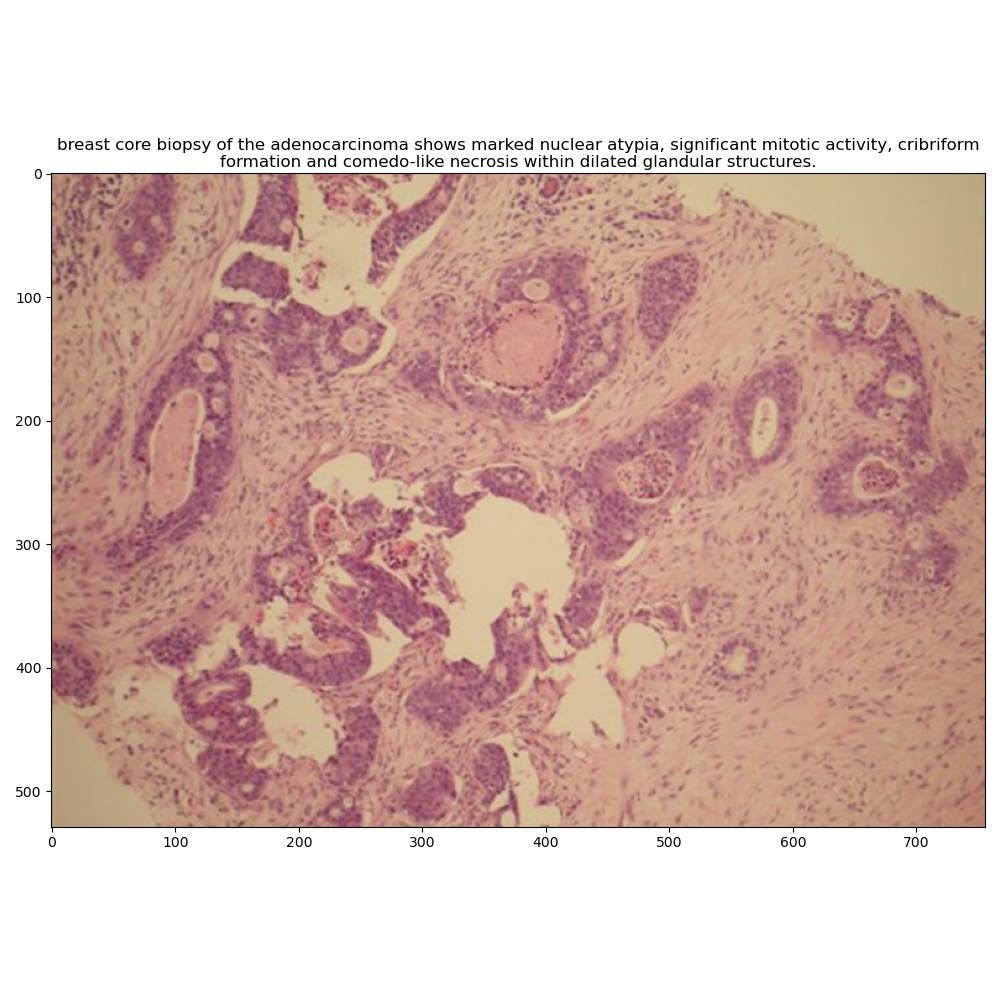 breast core biopsy of the adenocarcinoma shows marked nuclear atypia, significant mitotic activity, cribriform
formation and comedo-like necrosis within dilated glandular structures.
0
100
200
300
400
500
0 100 200 300 400 500 600 700